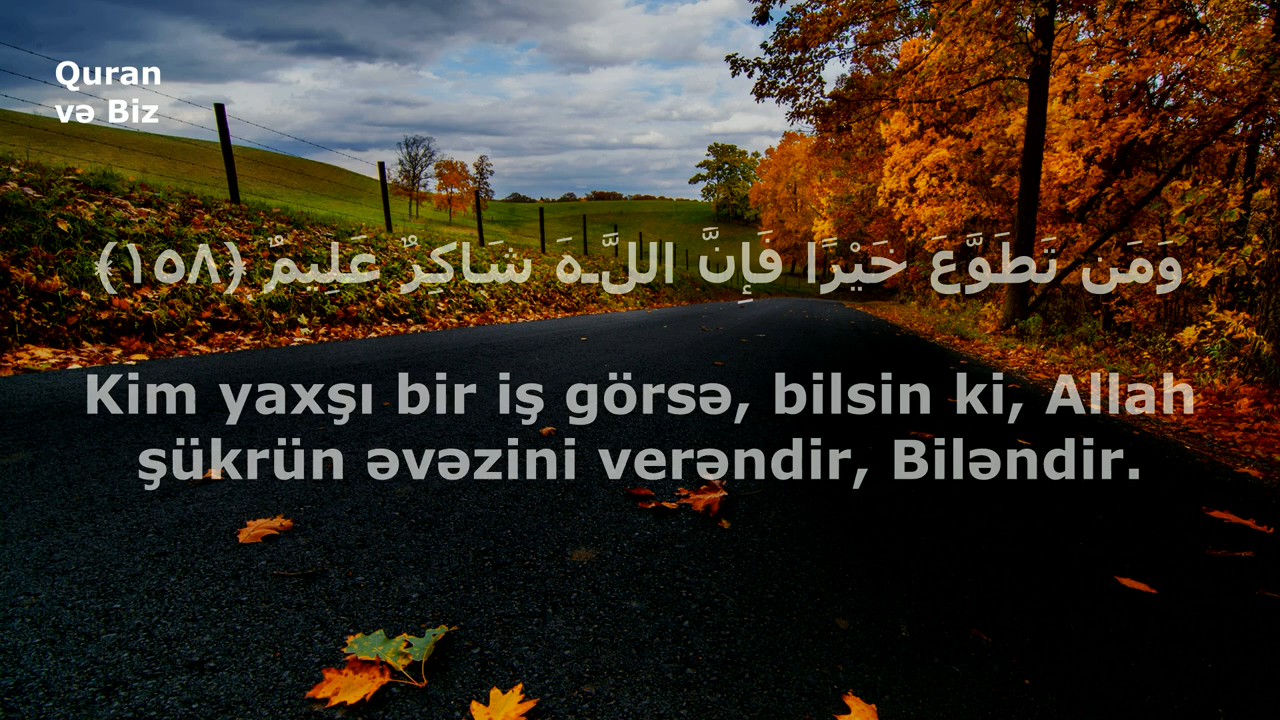 Quran
və Biz
وَمَن تَطَوَّعَ خَيْرًا فَإِنَّ اللَّـهَ شَاكِرٌ عَلِيمٌ ﴿١٥٨﴾
Kim yaxşı bir iş görsə, bilsin ki, Allah
şükrün əvəzini verəndir, Biləndir.